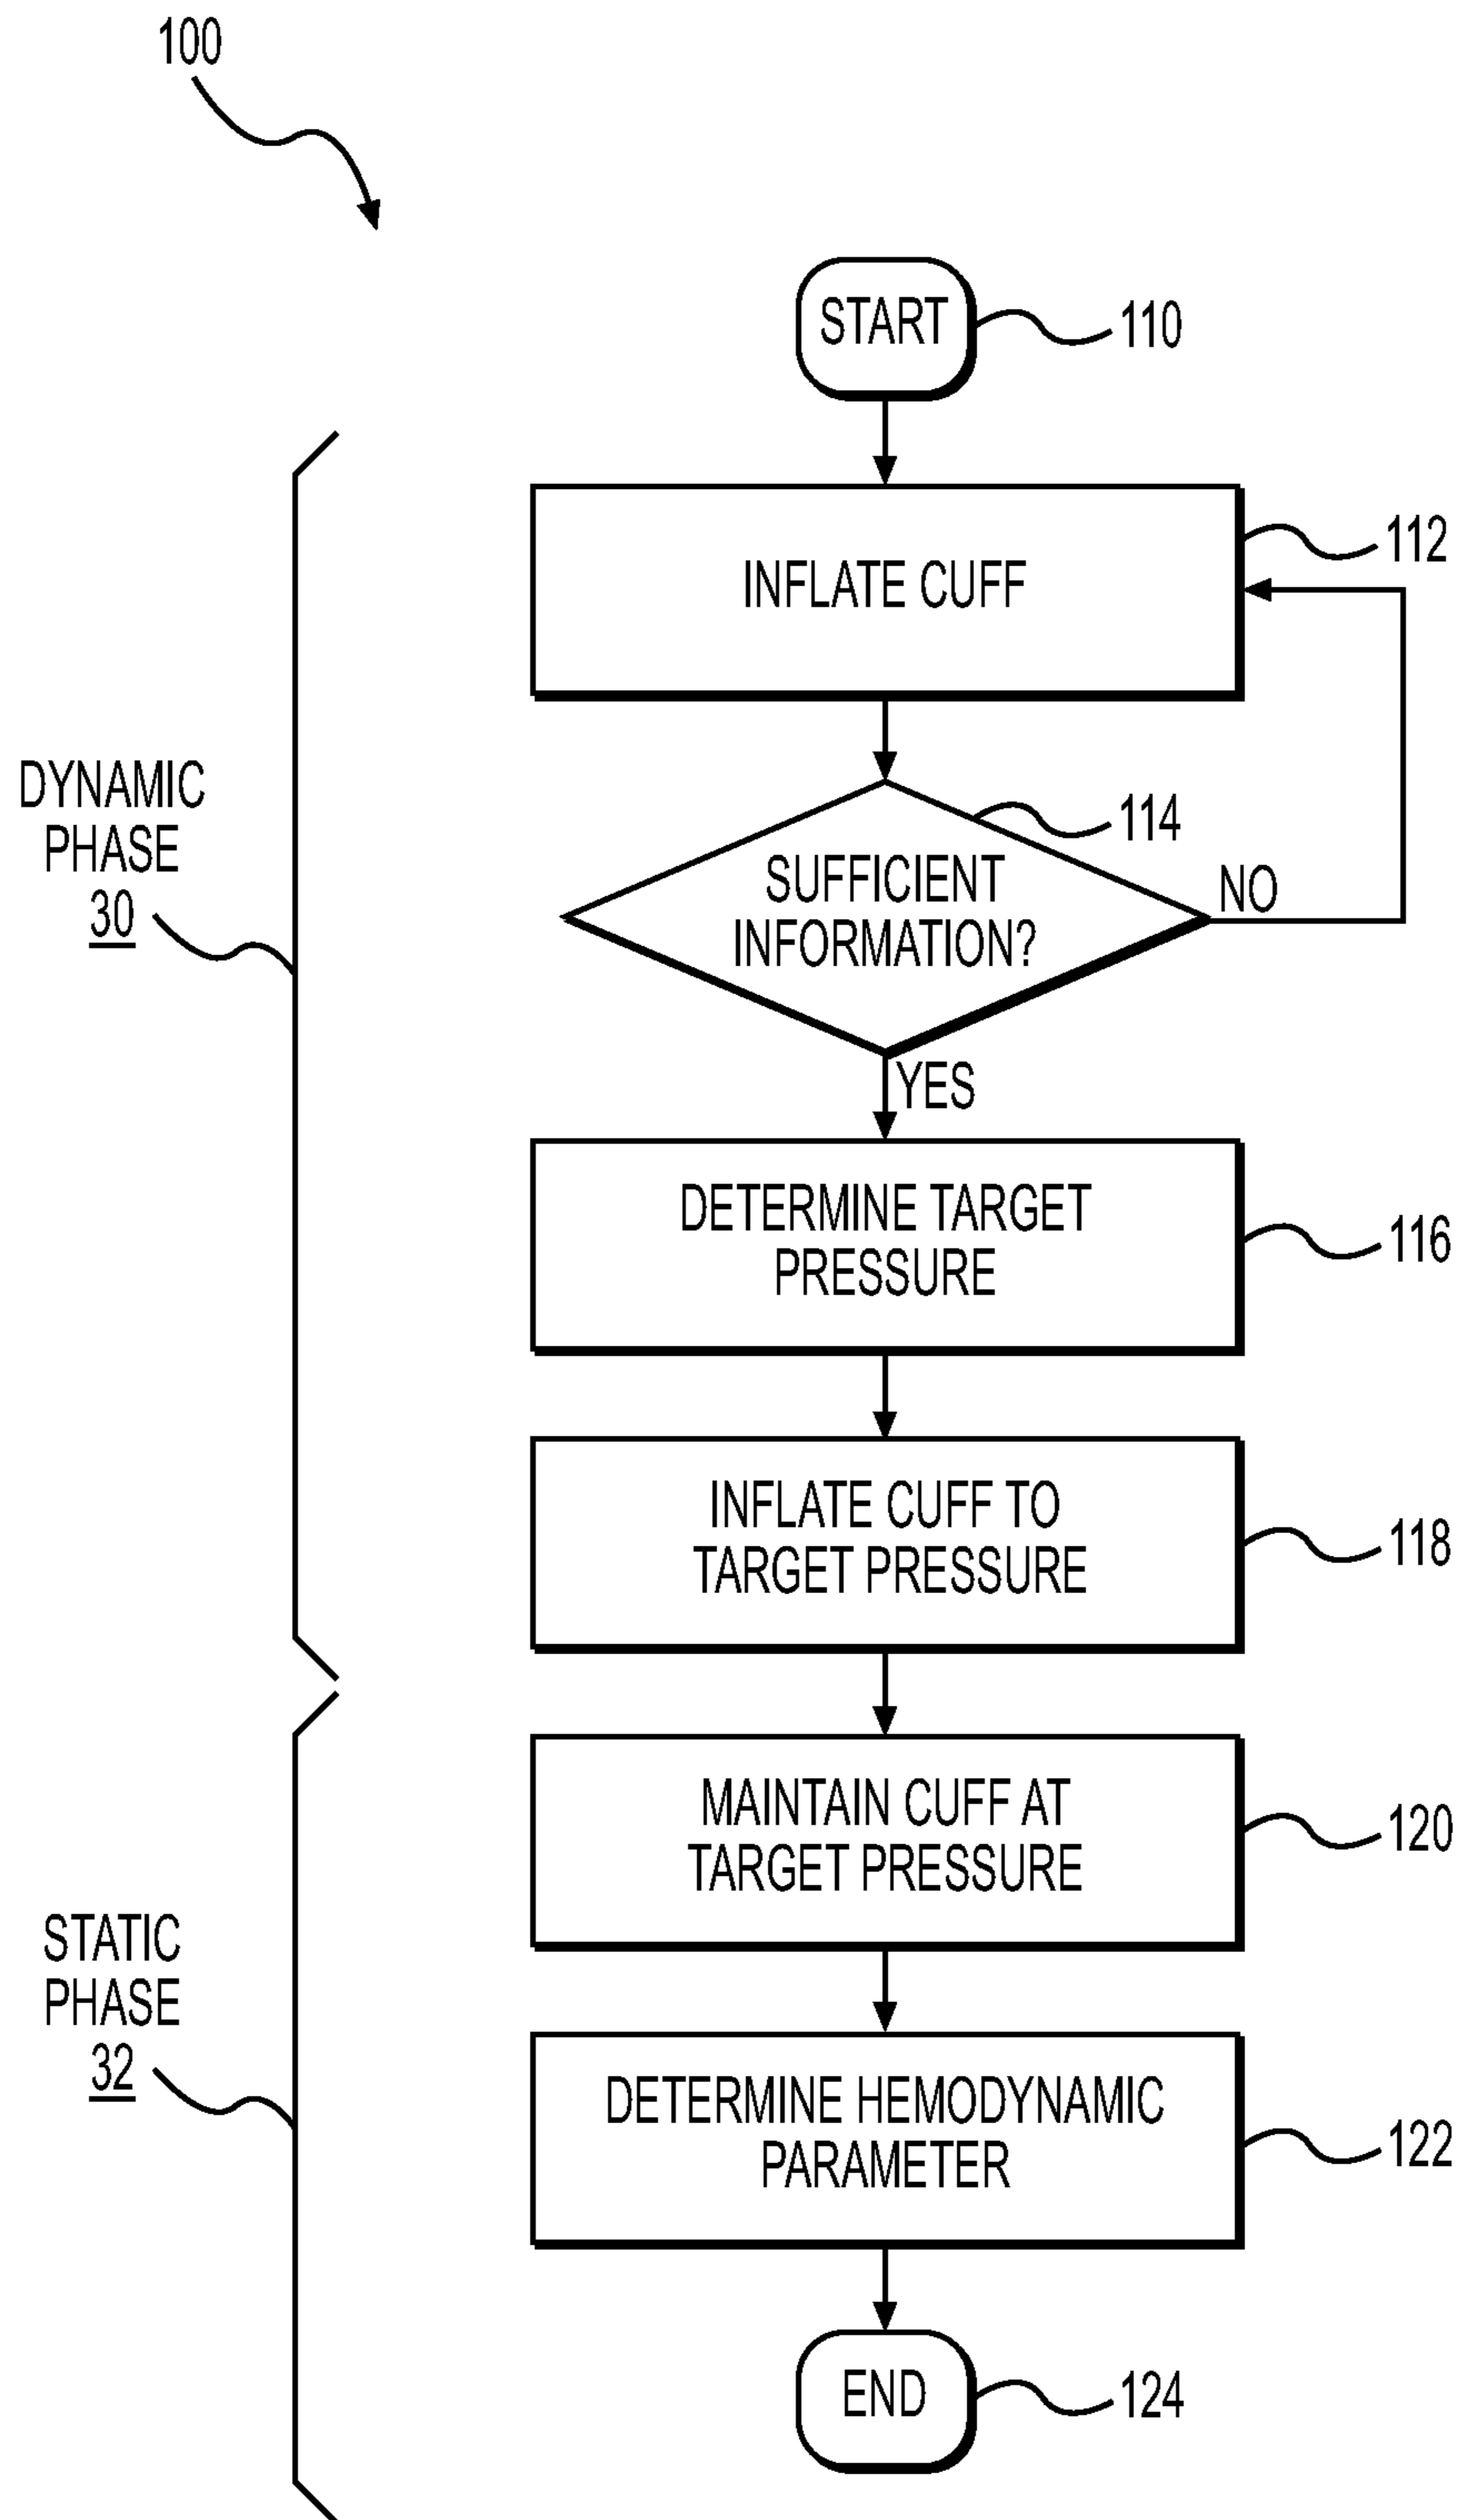 100
START
110
INFLATE CUFF
112
DYNAMIC
PHASE
30
SUFFICIENT
INFORMATION?
114
NO
YES
DETERMINE TARGET
PRESSURE
116
INFLATE CUFF TO
TARGET PRESSURE
118
MAINTAIN CUFF AT
TARGET PRESSURE
120
STATIC
PHASE
32
DETERMINE HEMODYNAMIC
PARAMETER
122
END
124